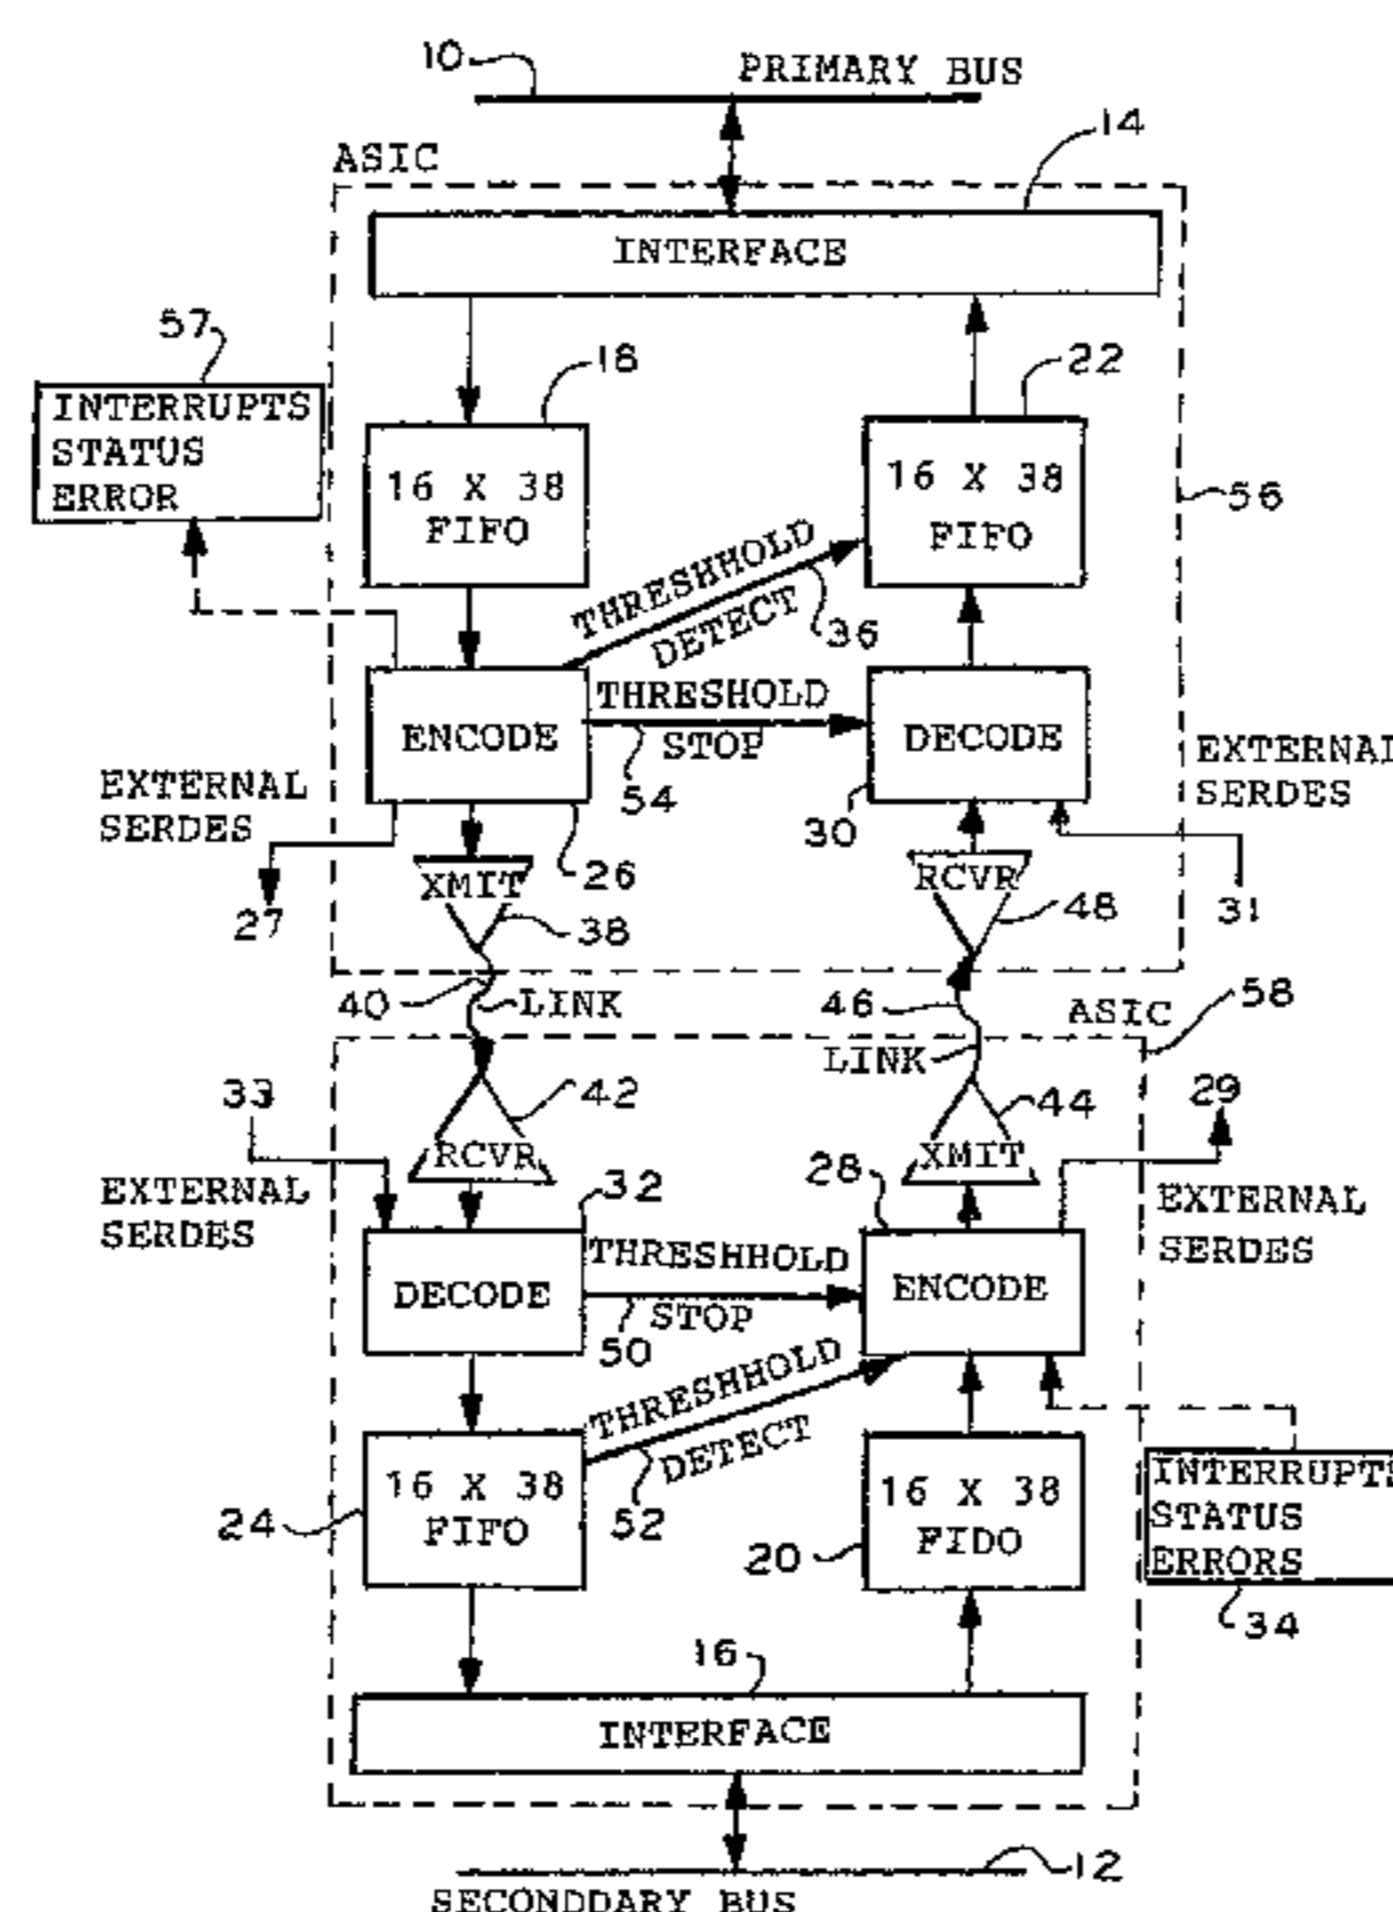 10
PRIMARY BUS
14
ASIC
INTERFACE
57
18
22
INTERRUPTS
STATUS
ERROR
16 X 38
FIFO
16 X 38
FIFO
56
THRESHHOLD
DETECT
36
THRESHOLD
STOP
ENCODE
DECODE
54
30
EXTERNAL
SERDES
EXTERNAL
SERDES
XMIT
26
RCVR
27
38
48
31
40
LINK
46
ASIC
58
LINK
33
42
44
29
RCVR
XMIT
EXTERNAL
SERDES
32
28
EXTERNAL
SERDES
THRESHHOLD
STOP
DECODE
ENCODE
50
THRESHHOLD
DETECT
52
16 X 38
FIFO
24
16 X 38
FIDO
20
INTERRUPTS
STATUS
ERRORS
34
16
INTERFACE
12
SECONDDARY BUS